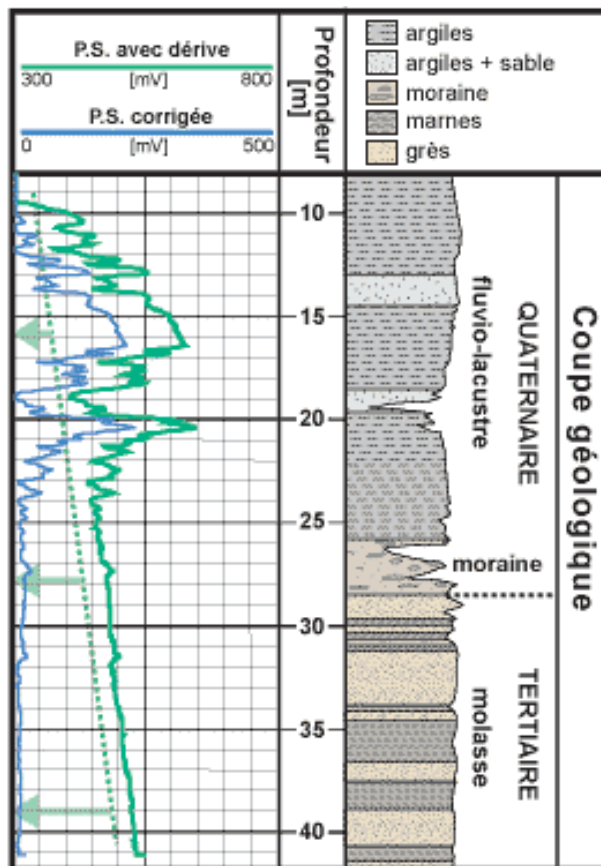 P.S. avec dérive
300 [mV] 800
P.S. corrigée
0 [mV] 500
Profondeur
[m]
argiles
argiles + sable
moraine
marnes
grès
10
15
20
25
30
35
40
fluvio-lacustre
moraine
molasse
QUATERNAIRE
TERTIAIRE
Coupe géologique